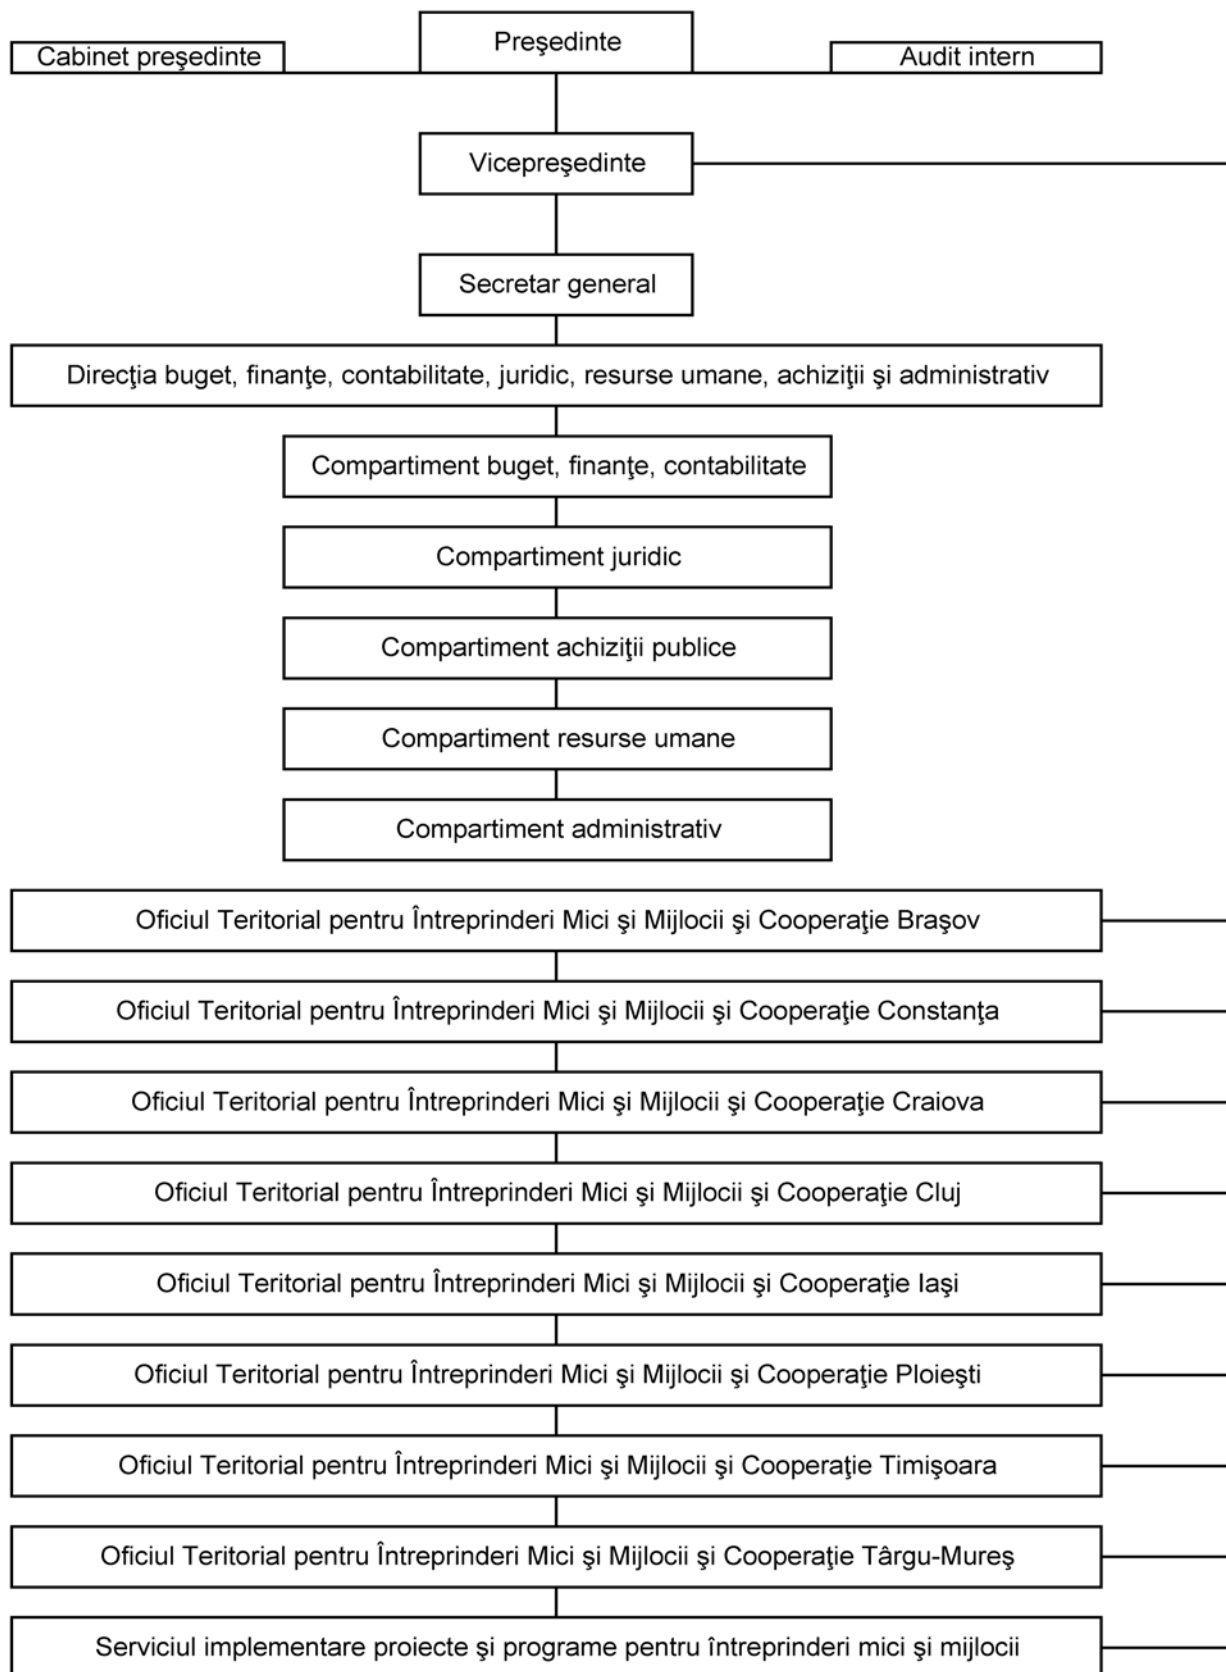 Preşedinte
Cabinet preşedinte
Audit intern
Vicepreşedinte
Secretar general
Direcţia buget, finanţe, contabilitate, juridic, resurse umane, achiziţii şi administrativ
Compartiment buget, finanţe, contabilitate
Compartiment juridic
Compartiment achiziţii publice
Compartiment resurse umane
Compartiment administrativ
Oficiul Teritorial pentru Întreprinderi Mici şi Mijlocii şi Cooperaţie Braşov
Oficiul Teritorial pentru Întreprinderi Mici şi Mijlocii şi Cooperaţie Constanţa
Oficiul Teritorial pentru Întreprinderi Mici şi Mijlocii şi Cooperaţie Craiova
Oficiul Teritorial pentru Întreprinderi Mici şi Mijlocii şi Cooperaţie Cluj
Oficiul Teritorial pentru Întreprinderi Mici şi Mijlocii şi Cooperaţie Iaşi
Oficiul Teritorial pentru Întreprinderi Mici şi Mijlocii şi Cooperaţie Ploieşti
Oficiul Teritorial pentru Întreprinderi Mici şi Mijlocii şi Cooperaţie Timişoara
Oficiul Teritorial pentru Întreprinderi Mici şi Mijlocii şi Cooperaţie Târgu-Mureş
Serviciul implementare proiecte şi programe pentru întreprinderi mici şi mijlocii